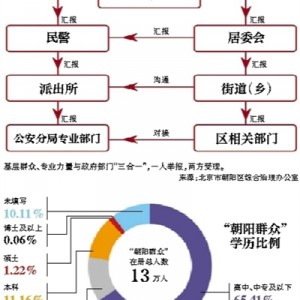 汇报
汇报
民警
汇报
居委会
汇报
汇报
派出所
沟通
街道(乡)
公安分局专业部门
对接
区相关部门
基层群众、专业力量与政府部门“三合一”,一人举报,两方受理。
来源:北京市朝阳区综合治理办公室
未填写
10.11%
博士及以上
0.06%
硕士
1.22%
本科
11.16%
“朝阳群众”
在册总人数
13万人
“朝阳群众”
学历比例
高中、中专及以下
65.41%